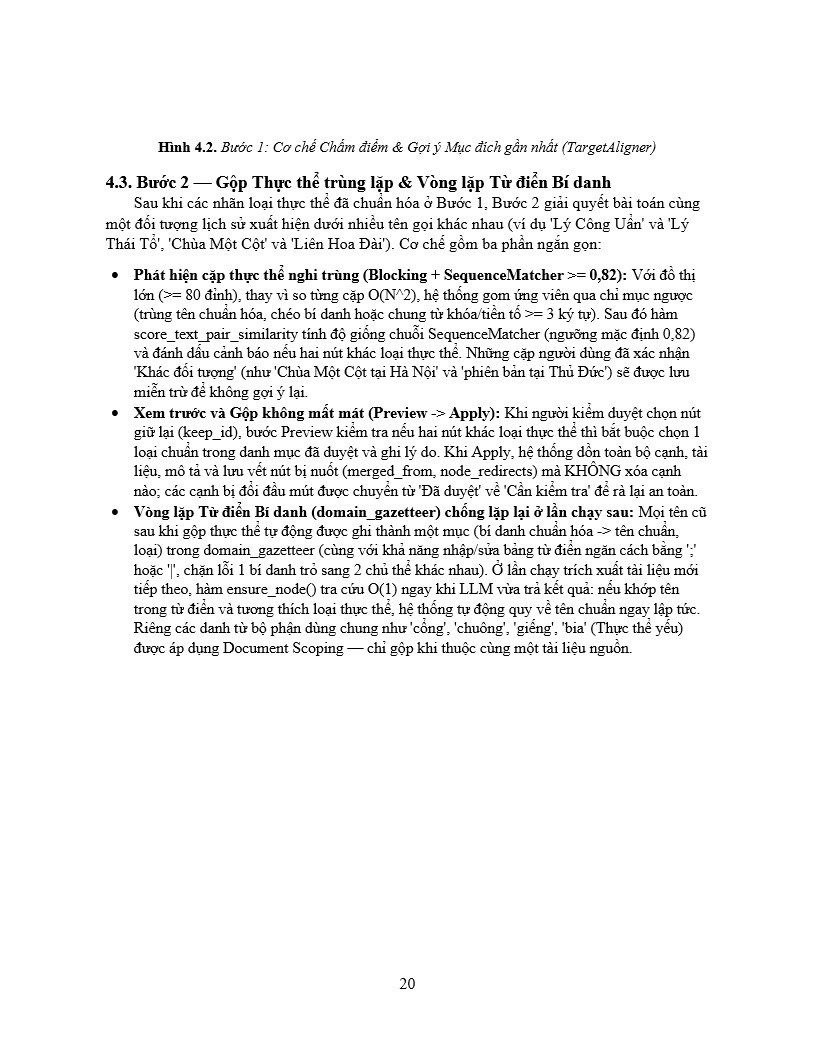 Hình 4.2. Bước 1: Cơ chế Chấm điểm & Gợi ý Mục đích gần nhất (TargetAligner)
4.3. Bước 2 — Gộp Thực thể trùng lặp & Vòng lặp Từ điển Bí danh
Sau khi các nhãn loại thực thể đã chuẩn hóa ở Bước 1, Bước 2 giải quyết bài toán cùng
một đối tượng lịch sử xuất hiện dưới nhiều tên gọi khác nhau (ví dụ 'Lý Công Uẩn' và 'Lý
Thái Tổ', 'Chùa Một Cột' và 'Liên Hoa Đài'). Cơ chế gồm ba phần ngắn gọn:
• Phát hiện cặp thực thể nghi trùng (Blocking + SequenceMatcher >= 0,82): Với đồ thị
lớn (>= 80 đỉnh), thay vì so từng cặp O(N^2), hệ thống gom ứng viên qua chỉ mục ngược
(trùng tên chuẩn hóa, chéo bí danh hoặc chung từ khóa/tiền tố >= 3 ký tự). Sau đó hàm
score_text_pair_similarity tính độ giống chuỗi SequenceMatcher (ngưỡng mặc định 0,82)
và đánh dấu cảnh báo nếu hai nút khác loại thực thể. Những cặp người dùng đã xác nhận
'Khác đối tượng' (như 'Chùa Một Cột tại Hà Nội' và 'phiên bản tại Thủ Đức') sẽ được lưu
miễn trừ để không gợi ý lại.
• Xem trước và Gộp không mất mát (Preview -> Apply): Khi người kiểm duyệt chọn nút
giữ lại (keep_id), bước Preview kiểm tra nếu hai nút khác loại thực thể thì bắt buộc chọn 1
loại chuẩn trong danh mục đã duyệt và ghi lý do. Khi Apply, hệ thống dồn toàn bộ cạnh, tài
liệu, mô tả và lưu vết nút bị nuốt (merged_from, node_redirects) mà KHÔNG xóa cạnh
nào; các cạnh bị đổi đầu mút được chuyển từ 'Đã duyệt' về 'Cần kiểm tra' để rà lại an toàn.
• Vòng lặp Từ điển Bí danh (domain_gazetteer) chống lặp lại ở lần chạy sau: Mọi tên cũ
sau khi gộp thực thể tự động được ghi thành một mục (bí danh chuẩn hóa -> tên chuẩn,
loại) trong domain_gazetteer (cùng với khả năng nhập/sửa bảng từ điển ngăn cách bằng ';'
hoặc '|', chặn lỗi 1 bí danh trỏ sang 2 chủ thể khác nhau). Ở lần chạy trích xuất tài liệu mới
tiếp theo, hàm ensure_node() tra cứu O(1) ngay khi LLM vừa trả kết quả: nếu khớp tên
trong từ điển và tương thích loại thực thể, hệ thống tự động quy về tên chuẩn ngay lập tức.
Riêng các danh từ bộ phận dùng chung như 'cổng', 'chuông', 'giếng', 'bia' (Thực thể yếu)
được áp dụng Document Scoping — chỉ gộp khi thuộc cùng một tài liệu nguồn.
20